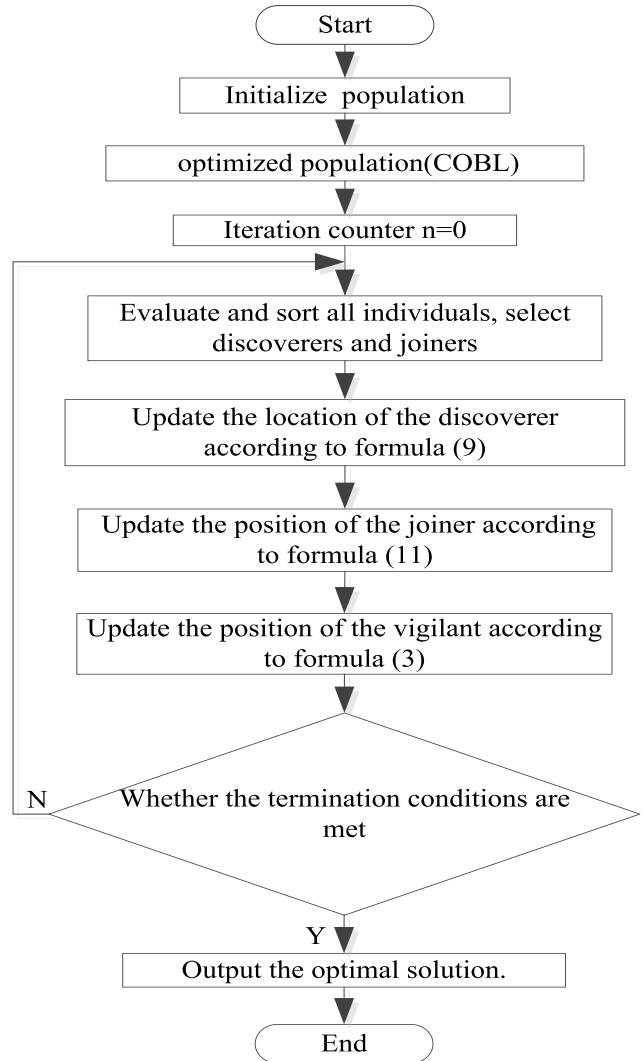 Start
Initialize population
optimized population(COBL)
Iteration counter n=0
Evaluate and sort all individuals, select
discoverers and joiners
Update the location of the discoverer
according to formula (9)
Update the position of the joiner according
to formula (11)
Update the position of the vigilant according
to formula (3)
N
Whether the termination conditions are
met
Y
Output the optimal solution.
End